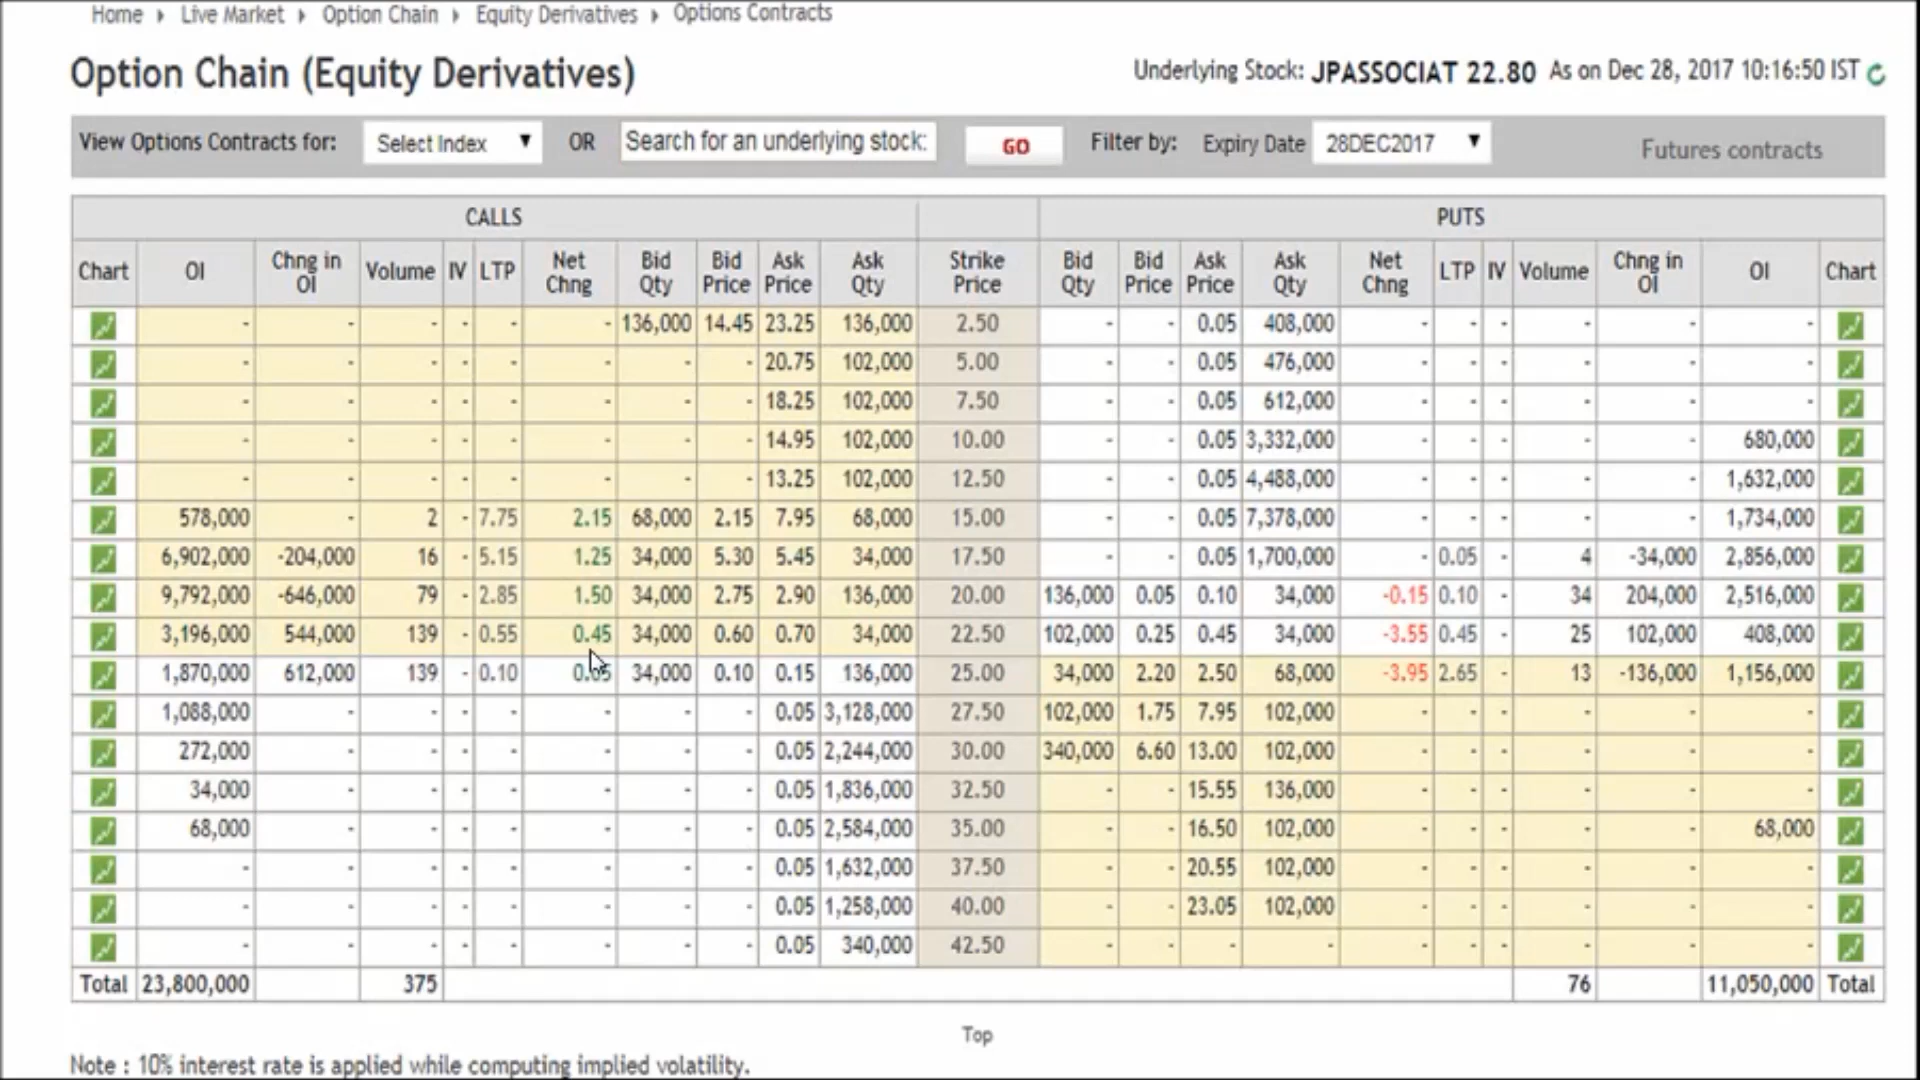 Home › Live Market › Option Chain › Equity Derivatives › Options Contracts
Option Chain (Equity Derivatives)
Underlying Stock: JPASSOCIAT 22.80 As on Dec 28, 2017 10:16:50 IST
View Options Contracts for: Select Index ▼ OR Search for an underlying stock: GO Filter by: Expiry Date 28DEC2017 ▼ Futures contracts
CALLS PUTS
Chart OI Chng in OI Volume IV LTP Net Chng Bid Qty Bid Price Ask Price Ask Qty Strike Price Bid Qty Bid Price Ask Price Ask Qty Net Chng LTP IV Volume Chng in OI OI Chart
- - - - - - 136,000 14.45 23.25 136,000 2.50 - - 0.05 408,000 - - - - - -
- - - - - - - - 20.75 102,000 5.00 - - 0.05 476,000 - - - - - -
- - - - - - - - 18.25 102,000 7.50 - - 0.05 612,000 - - - - - -
- - - - - - - - 14.95 102,000 10.00 - - 0.05 3,332,000 - - - - - 680,000
- - - - - - - - 13.25 102,000 12.50 - - 0.05 4,488,000 - - - - - 1,632,000
578,000 - 2 - 7.75 2.15 68,000 2.15 7.95 68,000 15.00 - - 0.05 7,378,000 - - - - - 1,734,000
6,902,000 -204,000 16 - 5.15 1.25 34,000 5.30 5.45 34,000 17.50 - - 0.05 1,700,000 - 0.05 - 4 -34,000 2,856,000
9,792,000 -646,000 79 - 2.85 1.50 34,000 2.75 2.90 136,000 20.00 136,000 0.05 0.10 34,000 -0.15 0.10 - 34 204,000 2,516,000
3,196,000 544,000 139 - 0.55 0.45 34,000 0.60 0.70 34,000 22.50 102,000 0.25 0.45 34,000 -3.55 0.45 - 25 102,000 408,000
1,870,000 612,000 139 - 0.10 0.05 34,000 0.10 0.15 136,000 25.00 34,000 2.20 2.50 68,000 -3.95 2.65 - 13 -136,000 1,156,000
1,088,000 - - - - - - - 0.05 3,128,000 27.50 102,000 1.75 7.95 102,000 - - - - - -
272,000 - - - - - - - 0.05 2,244,000 30.00 340,000 6.60 13.00 102,000 - - - - - -
34,000 - - - - - - - 0.05 1,836,000 32.50 - - 15.55 136,000 - - - - - -
68,000 - - - - - - - 0.05 2,584,000 35.00 - - 16.50 102,000 - - - - - 68,000
- - - - - - - - 0.05 1,632,000 37.50 - - 20.55 102,000 - - - - - -
- - - - - - - - 0.05 1,258,000 40.00 - - 23.05 102,000 - - - - - -
- - - - - - - - 0.05 340,000 42.50 - - - - - - - - - -
Total 23,800,000 375 76 11,050,000 Total
Top
Note : 10% interest rate is applied while computing implied volatility.